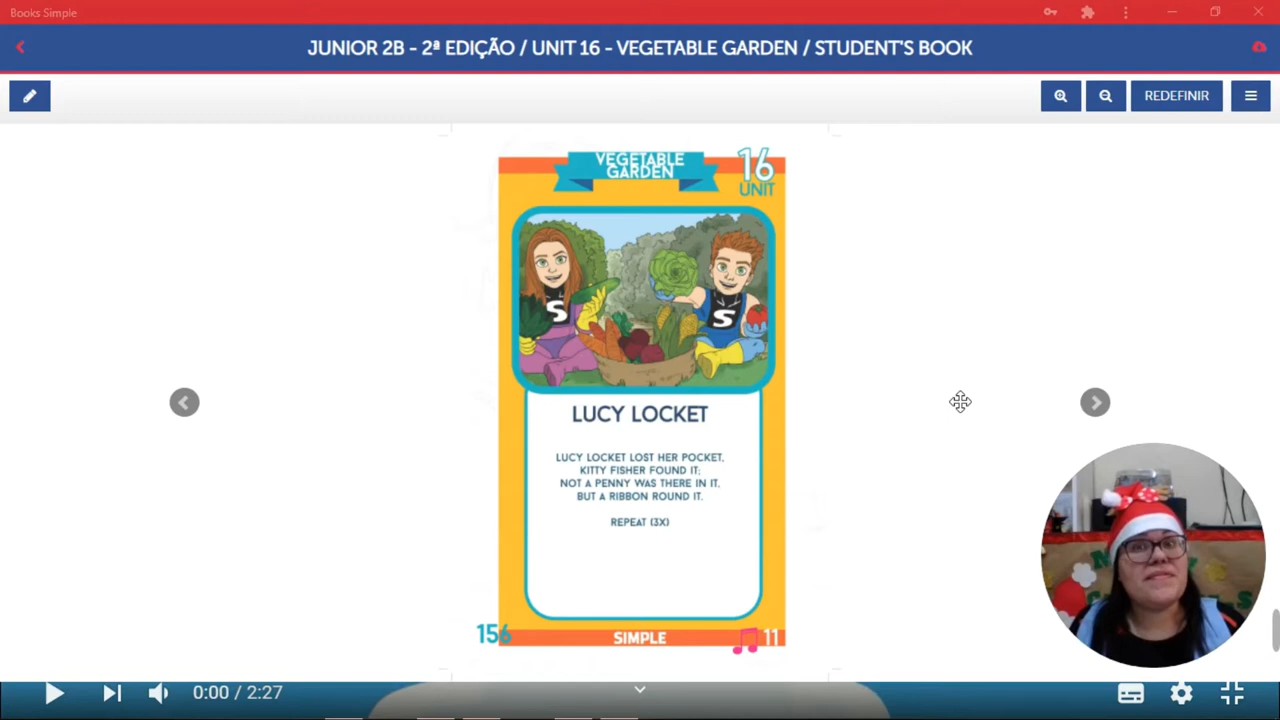 Books Simple
JUNIOR 2B - 2ª EDIÇÃO / UNIT 16 - VEGETABLE GARDEN / STUDENT'S BOOK
REDEFINIR
VEGETABLE
GARDEN
16
UNIT
S
S
LUCY LOCKET
LUCY LOCKET LOST HER POCKET,
KITTY FISHER FOUND IT;
NOT A PENNY WAS THERE IN IT,
BUT A RIBBON ROUND IT.
REPEAT (3X)
156
SIMPLE
11
0:00 / 2:27